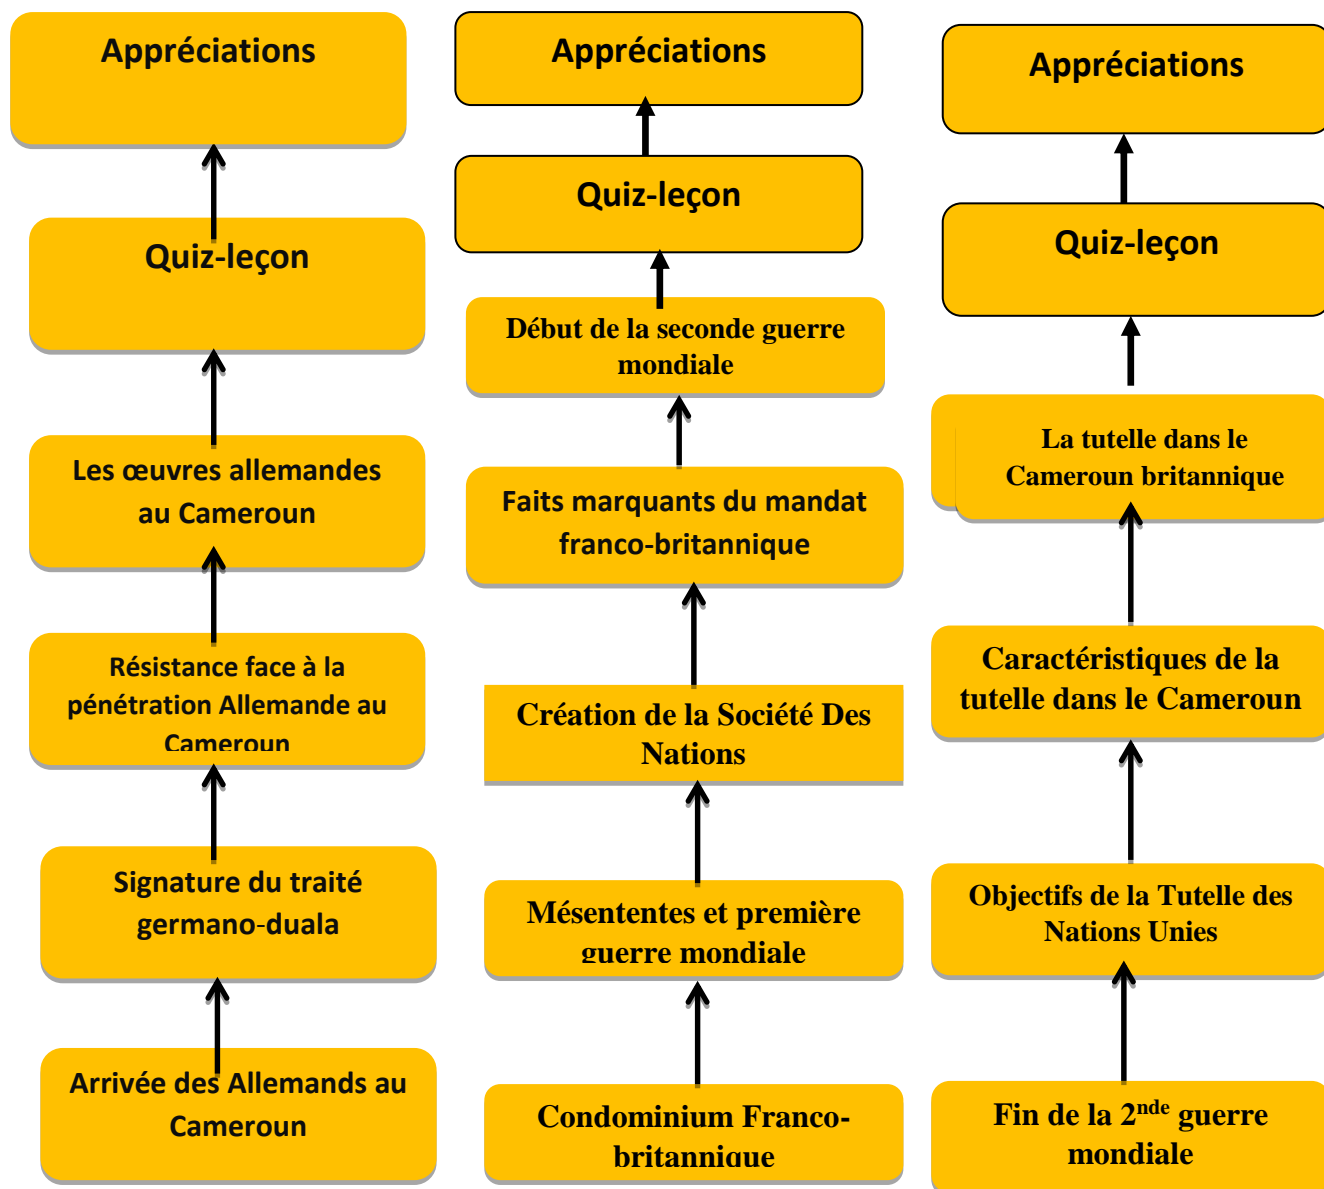 Appréciations
Quiz-leçon
Les œuvres allemandes
au Cameroun
Résistance face à la
pénétration Allemande au
Cameroun
Signature du traité
germano-duala
Arrivée des Allemands au
Cameroun
Appréciations
Quiz-leçon
Début de la seconde guerre
mondiale
Faits marquants du mandat
franco-britannique
Création de la Société Des
Nations
Mésententes et première
guerre mondiale
Condominium Franco-
britannique
Appréciations
Quiz-leçon
La tutelle dans le
Cameroun britannique
Caractéristiques de la
tutelle dans le Cameroun
Objectifs de la Tutelle des
Nations Unies
Fin de la 2nde guerre
mondiale